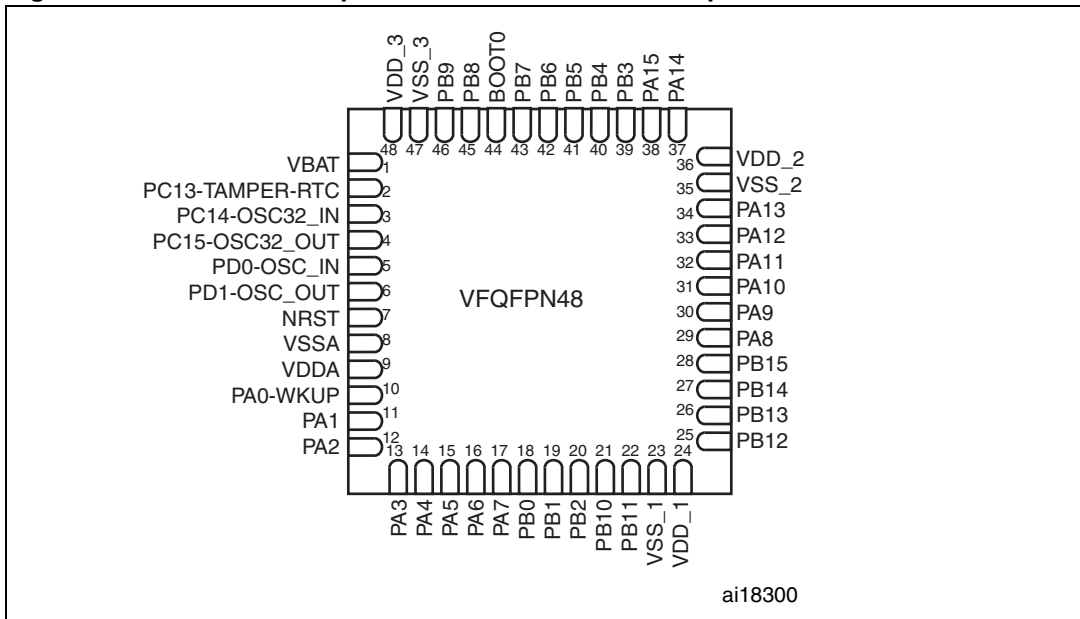 VDD_3
VSS_3
PB9
PB8
BOOT0
PB7
PB6
PB5
PB4
PB3
PA15
PA14
48
47
46
45
44
43
42
41
40
39
38
37
VBAT 1
PC13-TAMPER-RTC 2
PC14-OSC32_IN 3
PC15-OSC32_OUT 4
PD0-OSC_IN 5
PD1-OSC_OUT 6
NRST 7
VSSA 8
VDDA 9
PA0-WKUP 10
PA1 11
PA2 12
VFQFPN48
36 VDD_2
35 VSS_2
34 PA13
33 PA12
32 PA11
31 PA10
30 PA9
29 PA8
28 PB15
27 PB14
26 PB13
25 PB12
13
14
15
16
17
18
19
20
21
22
23
24
PA3
PA4
PA5
PA6
PA7
PB0
PB1
PB2
PB10
PB11
VSS_1
VDD_1
ai18300